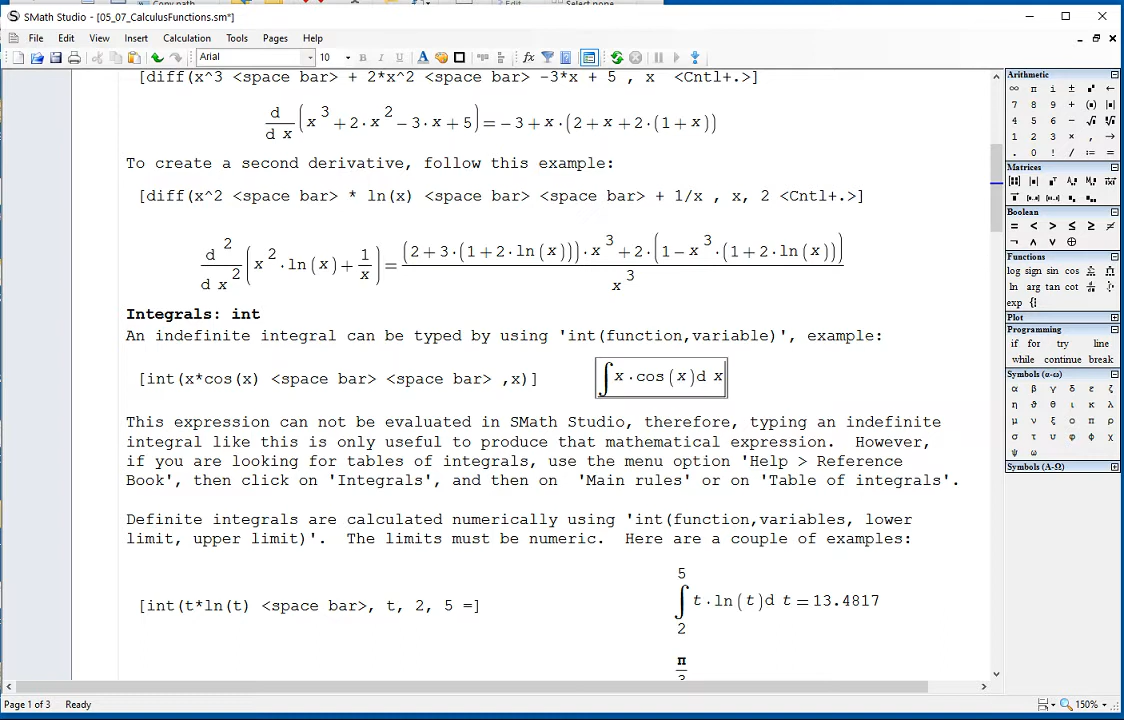 SMath Studio - [05_07_CalculusFunctions.sm*]
File Edit View Insert Calculation Tools Pages Help
Arial 10 B I U A fx
[diff(x^3 <space bar> + 2*x^2 <space bar> -3*x + 5 , x <Cntl+.>]
d/d x (x^3+2·x^2−3·x+5)=−3+x·(2+x+2·(1+x))
To create a second derivative, follow this example:
[diff(x^2 <space bar> * ln(x) <space bar> <space bar> + 1/x , x, 2 <Cntl+.>]
d^2/d x^2 (x^2·ln(x)+1/x)=((2+3·(1+2·ln(x)))·x^3+2·(1−x^3·(1+2·ln(x))))/x^3
Integrals: int
An indefinite integral can be typed by using 'int(function,variable)', example:
[int(x*cos(x) <space bar> <space bar> ,x)] ∫x·cos(x)d x
This expression can not be evaluated in SMath Studio, therefore, typing an indefinite
integral like this is only useful to produce that mathematical expression. However,
if you are looking for tables of integrals, use the menu option 'Help > Reference
Book', then click on 'Integrals', and then on 'Main rules' or on 'Table of integrals'.
Definite integrals are calculated numerically using 'int(function,variables, lower
limit, upper limit)'. The limits must be numeric. Here are a couple of examples:
5
[int(t*ln(t) <space bar>, t, 2, 5 =] ∫t·ln(t)d t=13.4817
2
π
Arithmetic
∞ π i ±
7 8 9 + (■) |■|
4 5 6 −
1 2 3 × , →
. 0 ! / := =
Matrices
Boolean
= < > ≤ ≥ ≠
¬ ∧ ∨ ⊕
Functions
log sign sin cos
ln arg tan cot
exp
Plot
Programming
if for try line
while continue break
Symbols (α-ω)
α β γ δ ε ζ
η ϑ θ ι κ λ
μ ν ξ ο π ρ
σ τ υ φ ϕ χ
ψ ω
Symbols (Α-Ω)
Page 1 of 3 Ready 150%